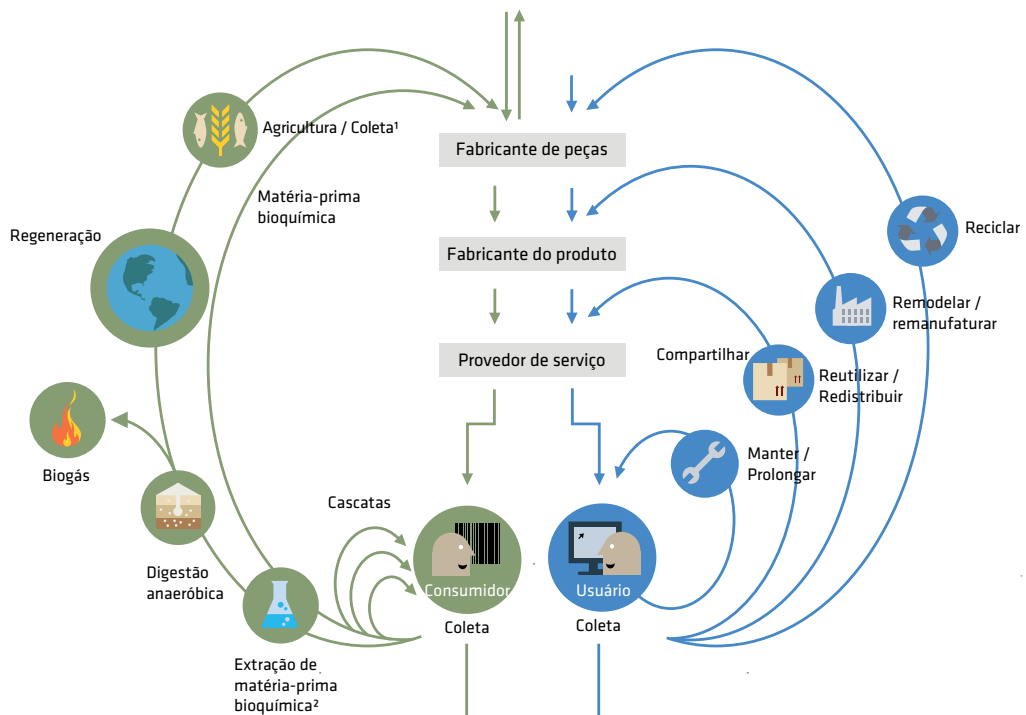 Agricultura / Coleta¹
Fabricante de peças
Matéria-prima
bioquímica
Regeneração
Reciclar
Fabricante do produto
Remodelar /
remanufaturar
Provedor de serviço
Compartilhar
Reutilizar /
Redistribuir
Biogás
Manter /
Prolongar
Cascatas
Digestão
anaeróbica
Consumidor
Usuário
Coleta
Coleta
Extração de
matéria-prima
bioquímica²